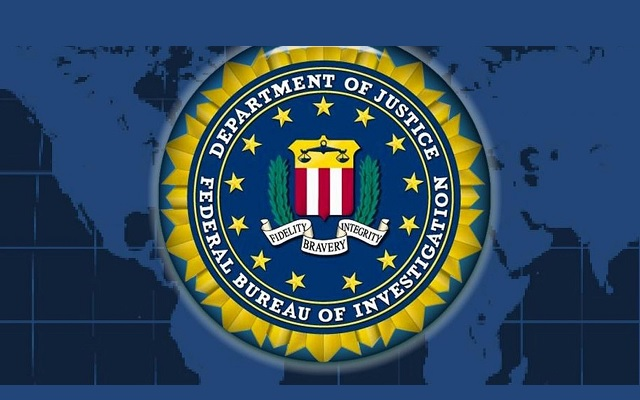 DEPARTMENT OF JUSTICE
FIDELITY
BRAVERY
INTEGRITY
FEDERAL BUREAU OF INVESTIGATION